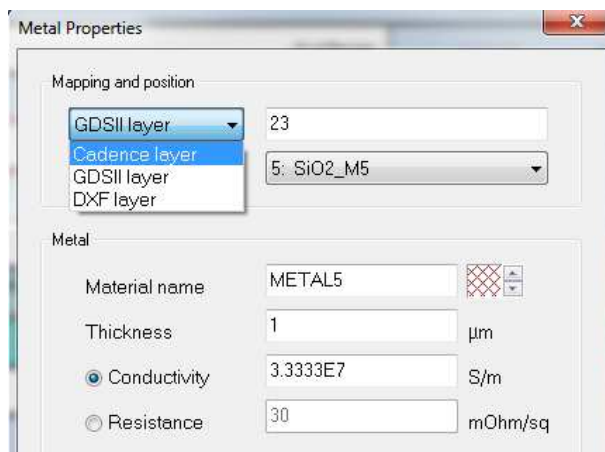 Metal Properties
Mapping and position
GDSII layer 23
Cadence layer
GDSII layer
DXF layer
5: SiO2_M5
Metal
Material name METAL5
Thickness 1 µm
Conductivity 3.3333E7 S/m
Resistance 30 mOhm/sq